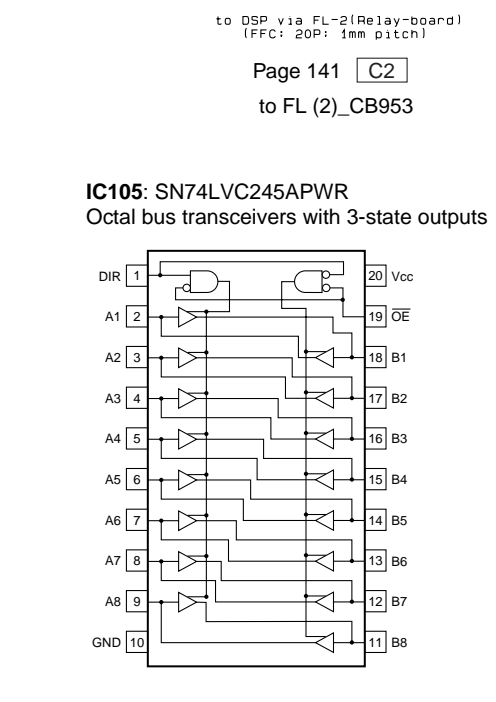 to DSP via FL-2(Relay-board)
(FFC: 20P: 1mm pitch)
Page 141 C2
to FL (2)_CB953
IC105: SN74LVC245APWR
Octal bus transceivers with 3-state outputs
DIR 1 20 Vcc
A1 2 19 OE
A2 3 18 B1
A3 4 17 B2
A4 5 16 B3
A5 6 15 B4
A6 7 14 B5
A7 8 13 B6
A8 9 12 B7
GND 10 11 B8